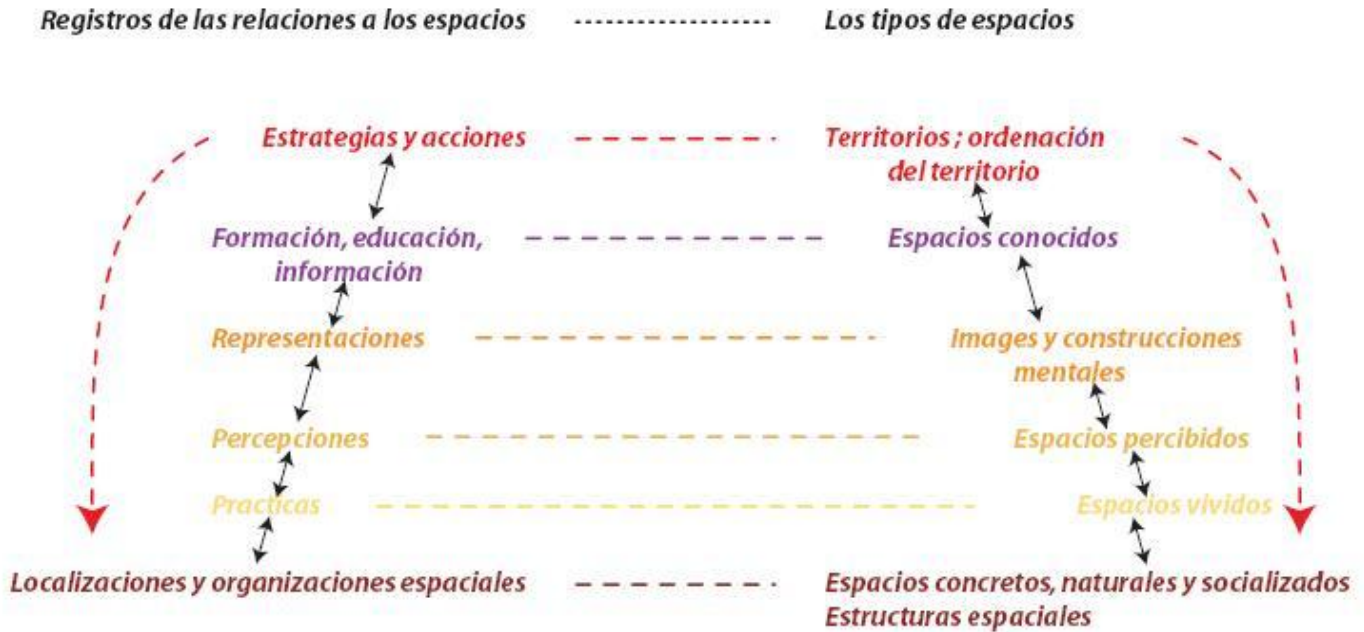 Registros de las relaciones a los espacios
Los tipos de espacios
Estrategias y acciones
Territorios ; ordenación
del territorio
Formación, educación,
información
Espacios conocidos
Representaciones
Images y construcciones
mentales
Percepciones
Espacios percibidos
Practicas
Espacios vividos
Localizaciones y organizaciones espaciales
Espacios concretos, naturales y socializados
Estructuras espaciales